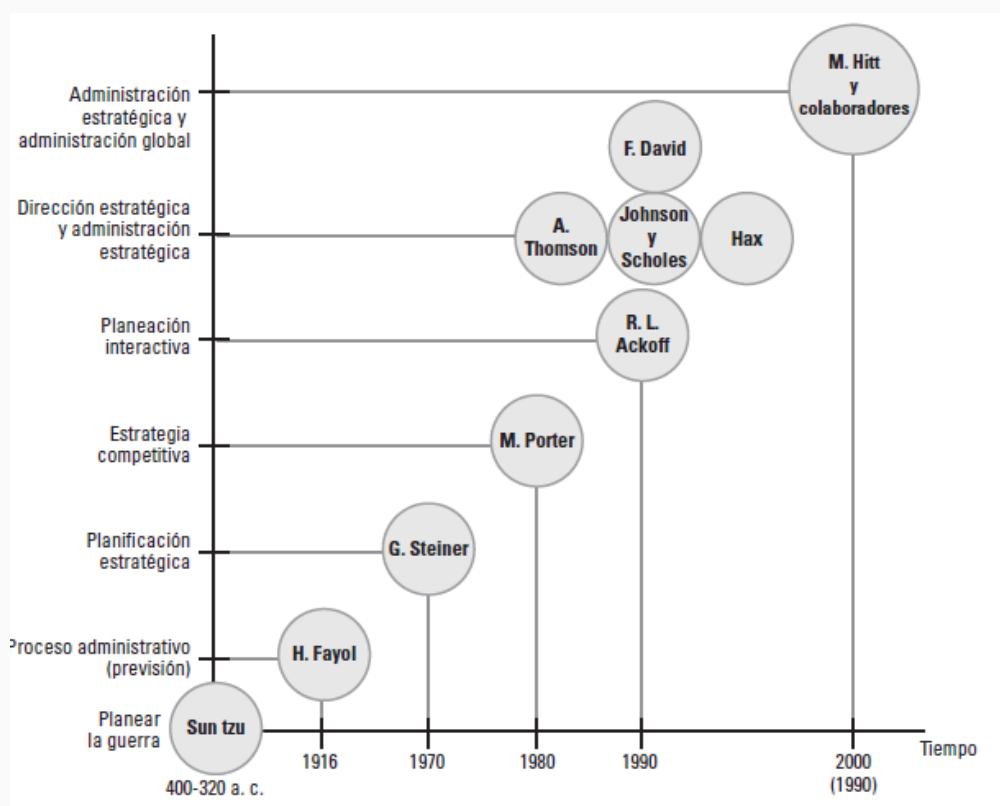 M. Hitt
y
colaboradores
Administración
estratégica y
administración global
F. David
Dirección estratégica
y administración
estratégica
A.
Thomson
Johnson
y
Scholes
Hax
Planeación
interactiva
R. L.
Ackoff
Estrategia
competitiva
M. Porter
Planificación
estratégica
G. Steiner
Proceso administrativo
(previsión)
H. Fayol
Planear
la guerra
Sun tzu
400-320 a. c.
1916
1970
1980
1990
2000
(1990)
Tiempo